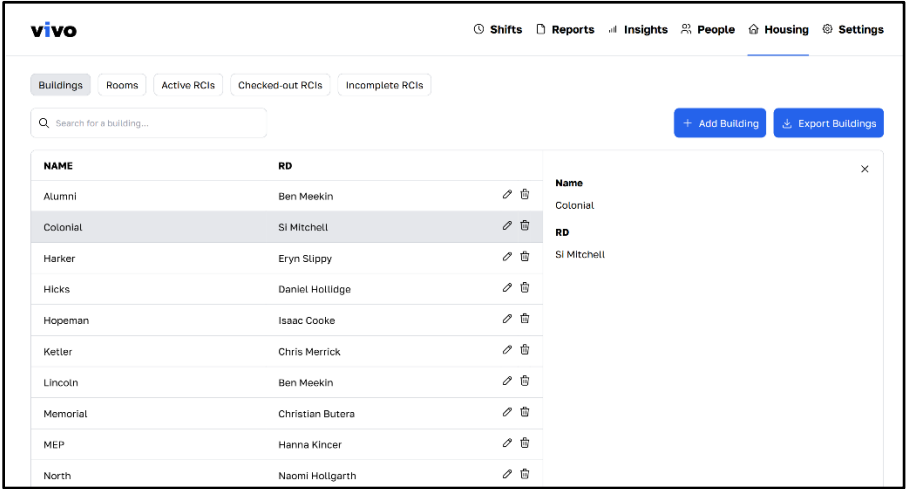 vivo
Shifts Reports Insights People Housing Settings
Buildings Rooms Active RCIs Checked-out RCIs Incomplete RCIs
Search for a building...
+ Add Building Export Buildings
NAME RD
Alumni Ben Meekin
Colonial Si Mitchell
Harker Eryn Slippy
Hicks Daniel Hollidge
Hopeman Isaac Cooke
Ketler Chris Merrick
Lincoln Ben Meekin
Memorial Christian Butera
MEP Hanna Kincer
North Naomi Hollgarth
Name
Colonial
RD
Si Mitchell